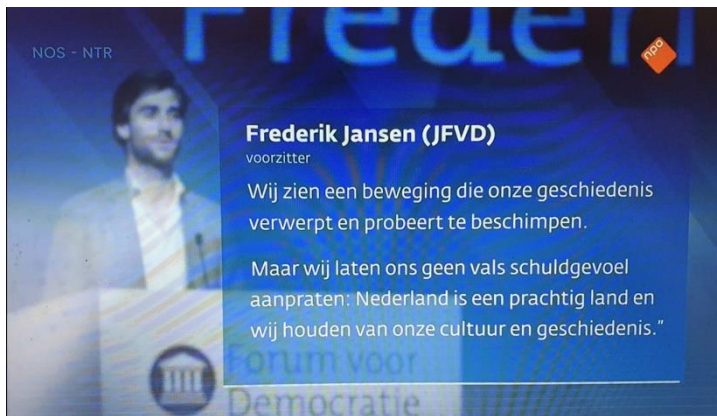 Freden
NOS - NTR
npo
Frederik Jansen (JFVD)
voorzitter
Wij zien een beweging die onze geschiedenis
verwerpt en probeert te beschimpen.
Maar wij laten ons geen vals schuldgevoel
aanpraten: Nederland is een prachtig land en
wij houden van onze cultuur en geschiedenis.”
Forum voor
Democratie